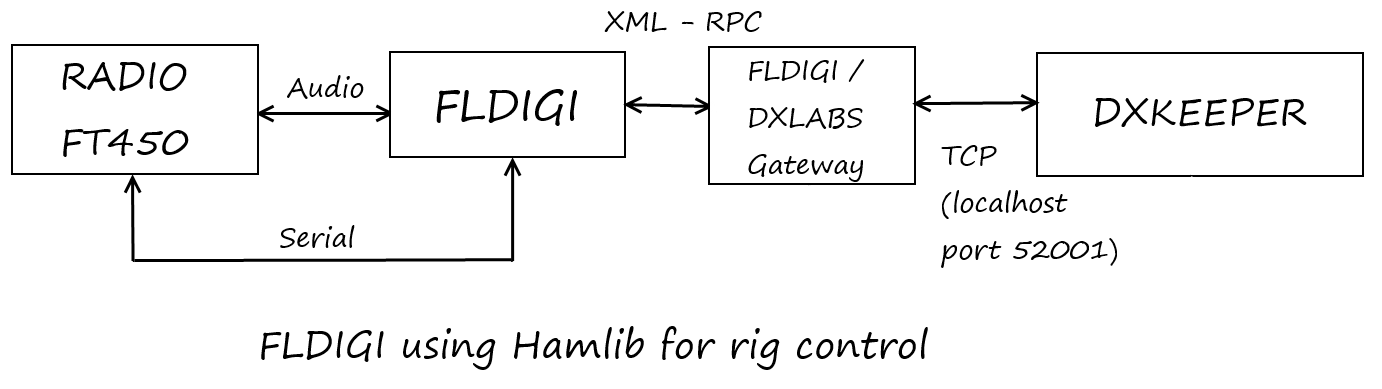 XML - RPC
RADIO
FT450
Audio
FLDIGI
FLDIGI /
DXLABS
Gateway
DXKEEPER
TCP
(localhost
port 52001)
Serial
FLDIGI using Hamlib for rig control